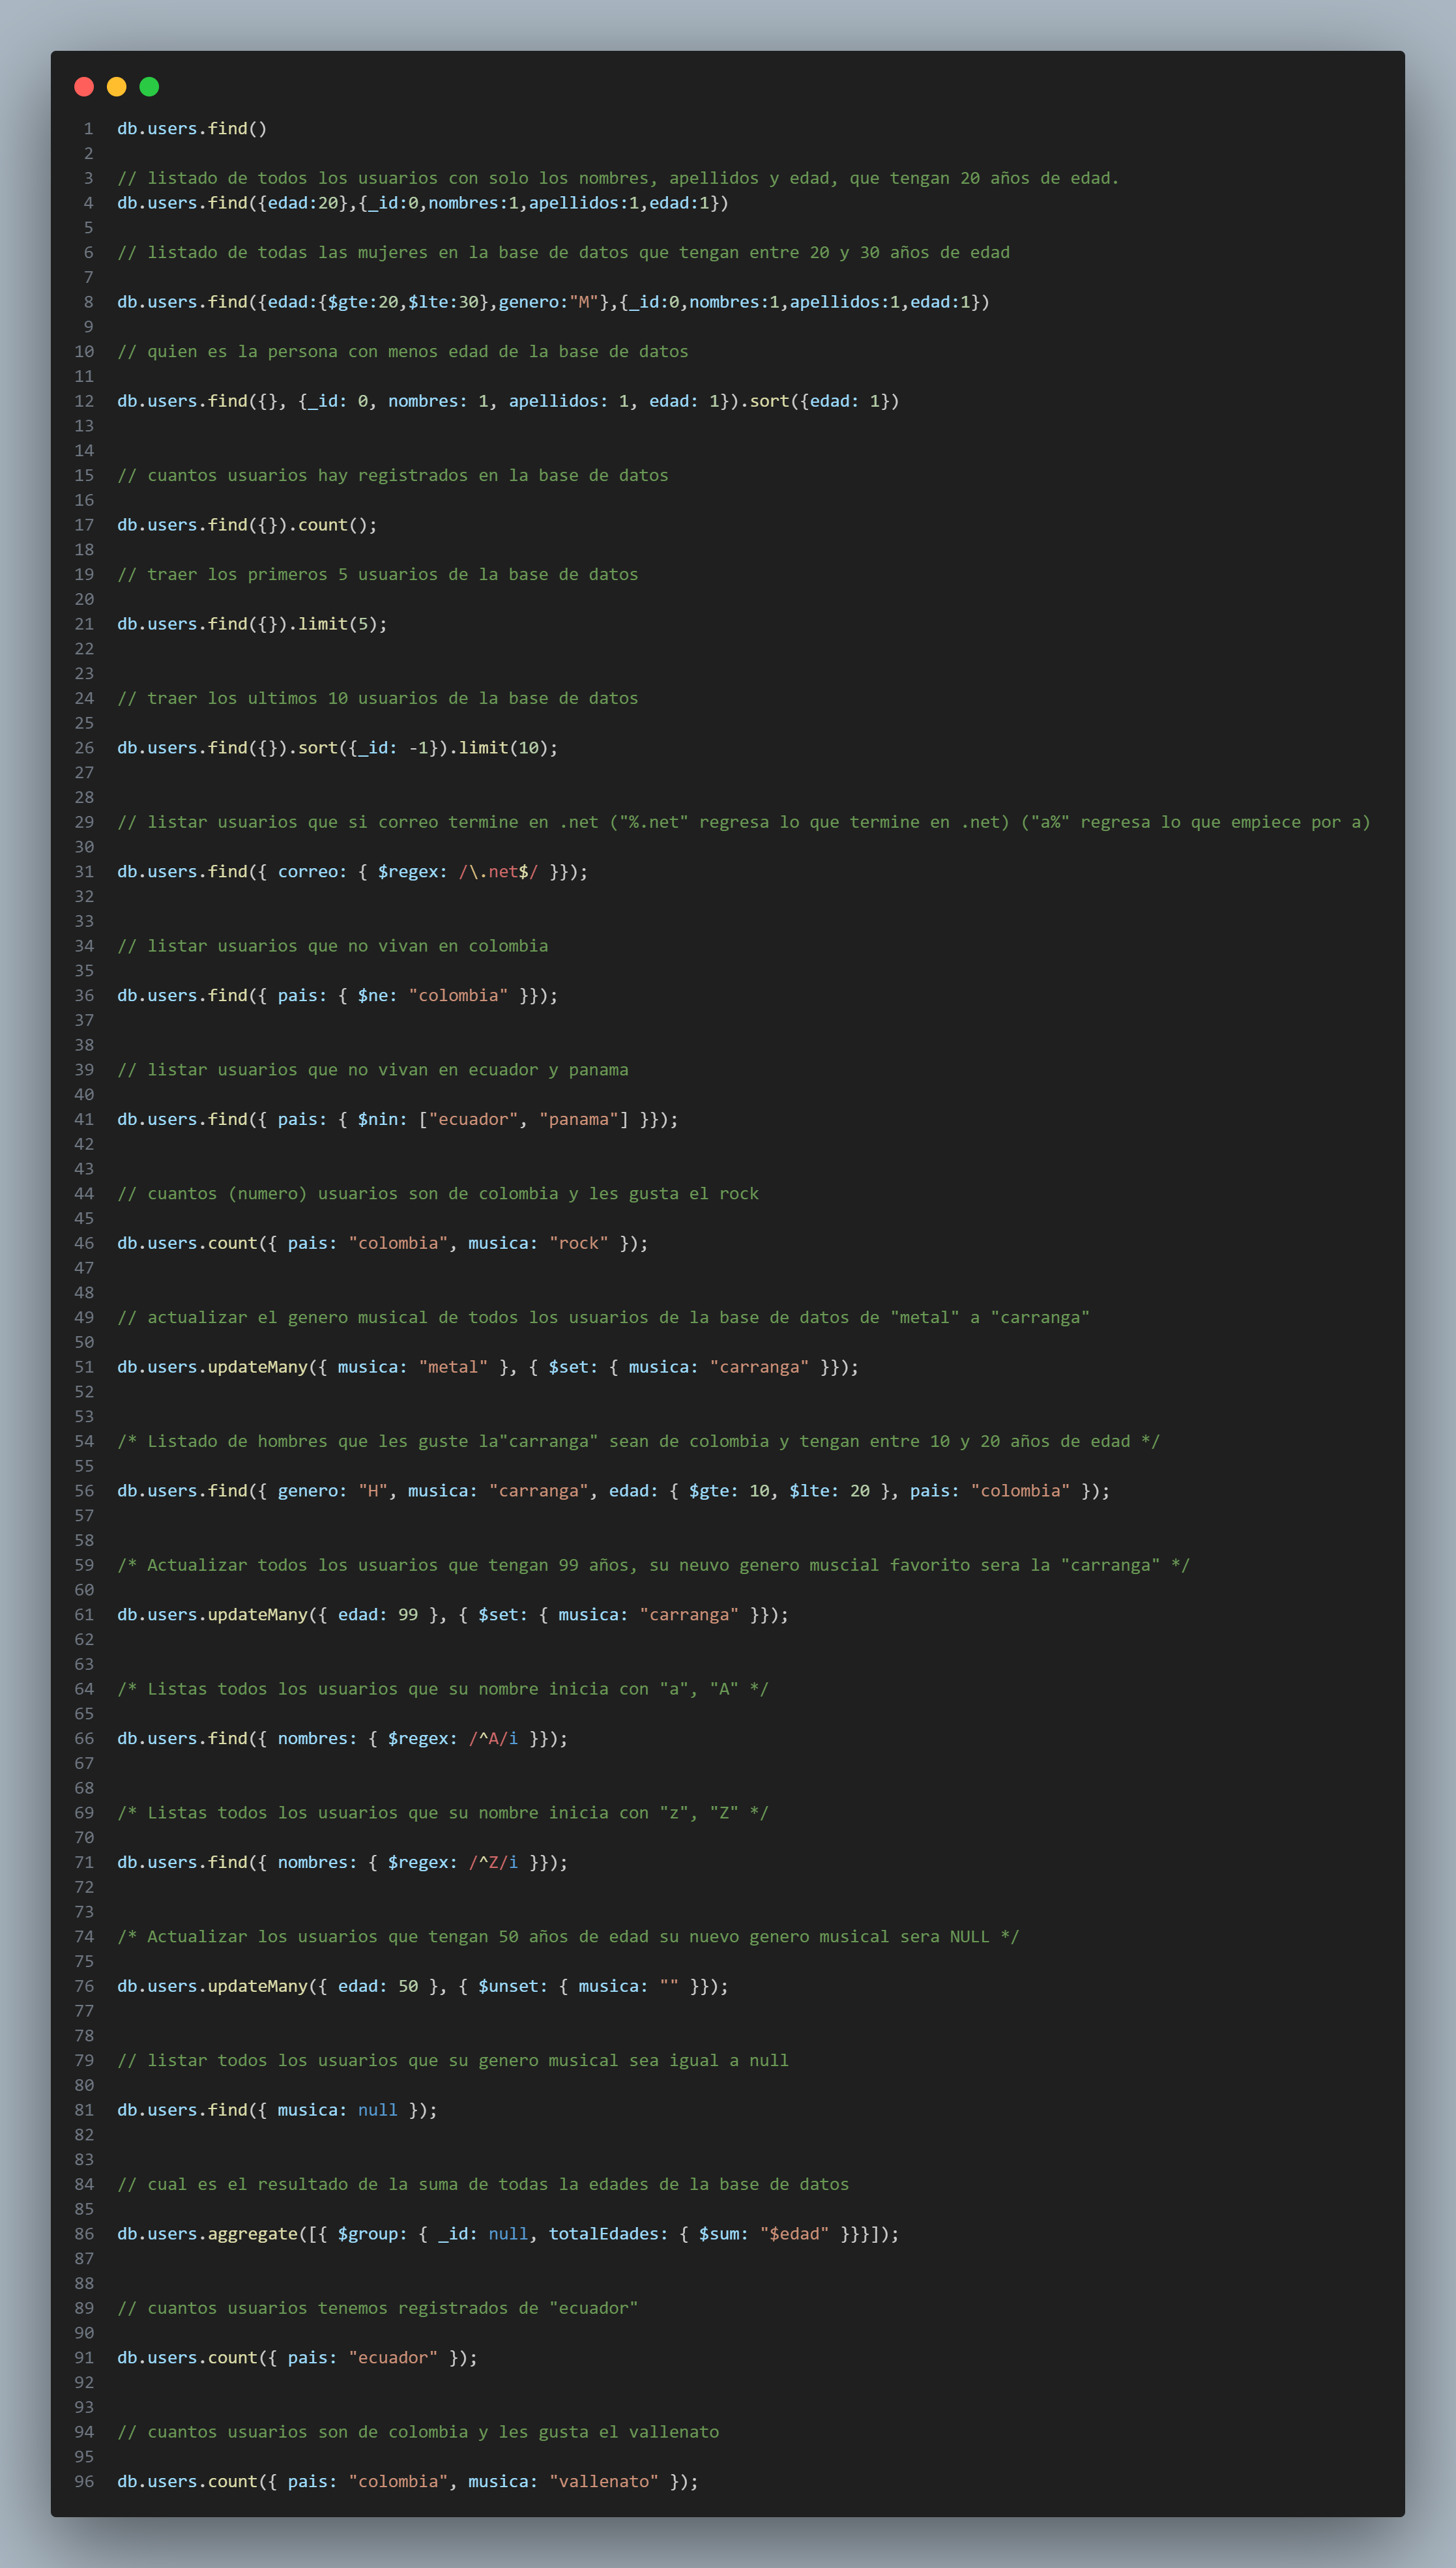 1 db.users.find()
2
3 // listado de todos los usuarios con solo los nombres, apellidos y edad, que tengan 20 años de edad.
4 db.users.find({edad:20},{_id:0,nombres:1,apellidos:1,edad:1})
5
6 // listado de todas las mujeres en la base de datos que tengan entre 20 y 30 años de edad
7
8 db.users.find({edad:{$gte:20,$lte:30},genero:"M"},{_id:0,nombres:1,apellidos:1,edad:1})
9
10 // quien es la persona con menos edad de la base de datos
11
12 db.users.find({}, {_id: 0, nombres: 1, apellidos: 1, edad: 1}).sort({edad: 1})
13
14
15 // cuantos usuarios hay registrados en la base de datos
16
17 db.users.find({}).count();
18
19 // traer los primeros 5 usuarios de la base de datos
20
21 db.users.find({}).limit(5);
22
23
24 // traer los ultimos 10 usuarios de la base de datos
25
26 db.users.find({}).sort({_id: -1}).limit(10);
27
28
29 // listar usuarios que si correo termine en .net ("%.net" regresa lo que termine en .net) ("a%" regresa lo que empiece por a)
30
31 db.users.find({ correo: { $regex: /\.net$/ }});
32
33
34 // listar usuarios que no vivan en colombia
35
36 db.users.find({ pais: { $ne: "colombia" }});
37
38
39 // listar usuarios que no vivan en ecuador y panama
40
41 db.users.find({ pais: { $nin: ["ecuador", "panama"] }});
42
43
44 // cuantos (numero) usuarios son de colombia y les gusta el rock
45
46 db.users.count({ pais: "colombia", musica: "rock" });
47
48
49 // actualizar el genero musical de todos los usuarios de la base de datos de "metal" a "carranga"
50
51 db.users.updateMany({ musica: "metal" }, { $set: { musica: "carranga" }});
52
53
54 /* Listado de hombres que les guste la"carranga" sean de colombia y tengan entre 10 y 20 años de edad */
55
56 db.users.find({ genero: "H", musica: "carranga", edad: { $gte: 10, $lte: 20 }, pais: "colombia" });
57
58
59 /* Actualizar todos los usuarios que tengan 99 años, su neuvo genero muscial favorito sera la "carranga" */
60
61 db.users.updateMany({ edad: 99 }, { $set: { musica: "carranga" }});
62
63
64 /* Listas todos los usuarios que su nombre inicia con "a", "A" */
65
66 db.users.find({ nombres: { $regex: /^A/i }});
67
68
69 /* Listas todos los usuarios que su nombre inicia con "z", "Z" */
70
71 db.users.find({ nombres: { $regex: /^Z/i }});
72
73
74 /* Actualizar los usuarios que tengan 50 años de edad su nuevo genero musical sera NULL */
75
76 db.users.updateMany({ edad: 50 }, { $unset: { musica: "" }});
77
78
79 // listar todos los usuarios que su genero musical sea igual a null
80
81 db.users.find({ musica: null });
82
83
84 // cual es el resultado de la suma de todas la edades de la base de datos
85
86 db.users.aggregate([{ $group: { _id: null, totalEdades: { $sum: "$edad" }}}]);
87
88
89 // cuantos usuarios tenemos registrados de "ecuador"
90
91 db.users.count({ pais: "ecuador" });
92
93
94 // cuantos usuarios son de colombia y les gusta el vallenato
95
96 db.users.count({ pais: "colombia", musica: "vallenato" });